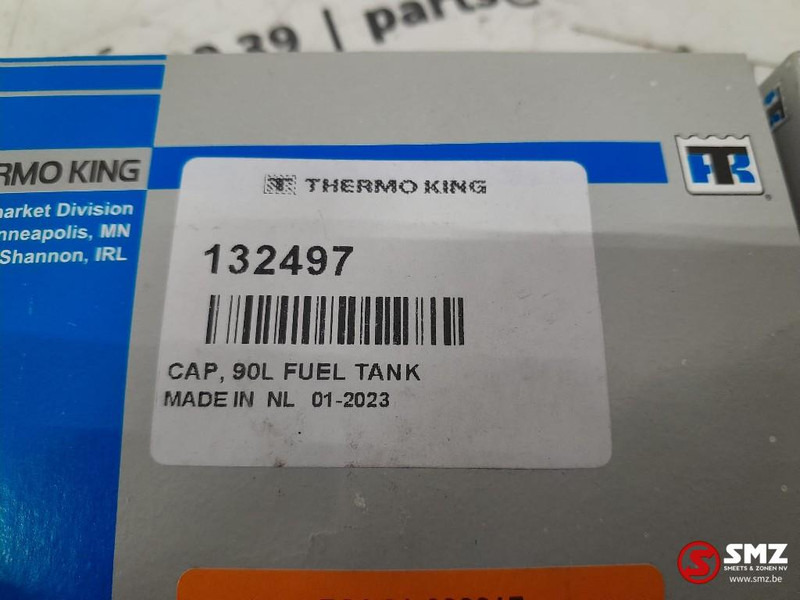 39 | parts@
RMO KING
market Division
nneapolis, MN
Shannon, IRL
THERMO KING
132497
CAP, 90L FUEL TANK
MADE IN NL 01-2023
SMZ
SMEETS & ZONEN NV
www.smz.be